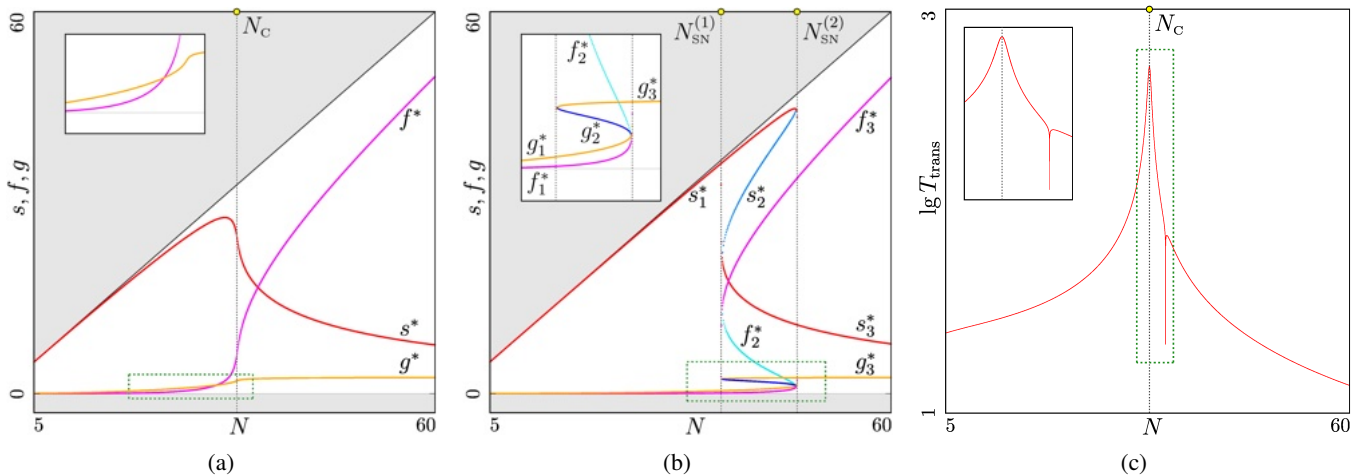 60
N_C
s, f, g
f*
s*
g*
0
5
N
60
(a)
60
N_SN^(1)
N_SN^(2)
f_2^*
g_3^*
g_2^*
g_1^*
f_1^*
s, f, g
s_1^*
s_2^*
f_3^*
f_2^*
s_3^*
g_3^*
0
5
N
60
(b)
3
N_C
lg T_trans
1
5
N
60
(c)